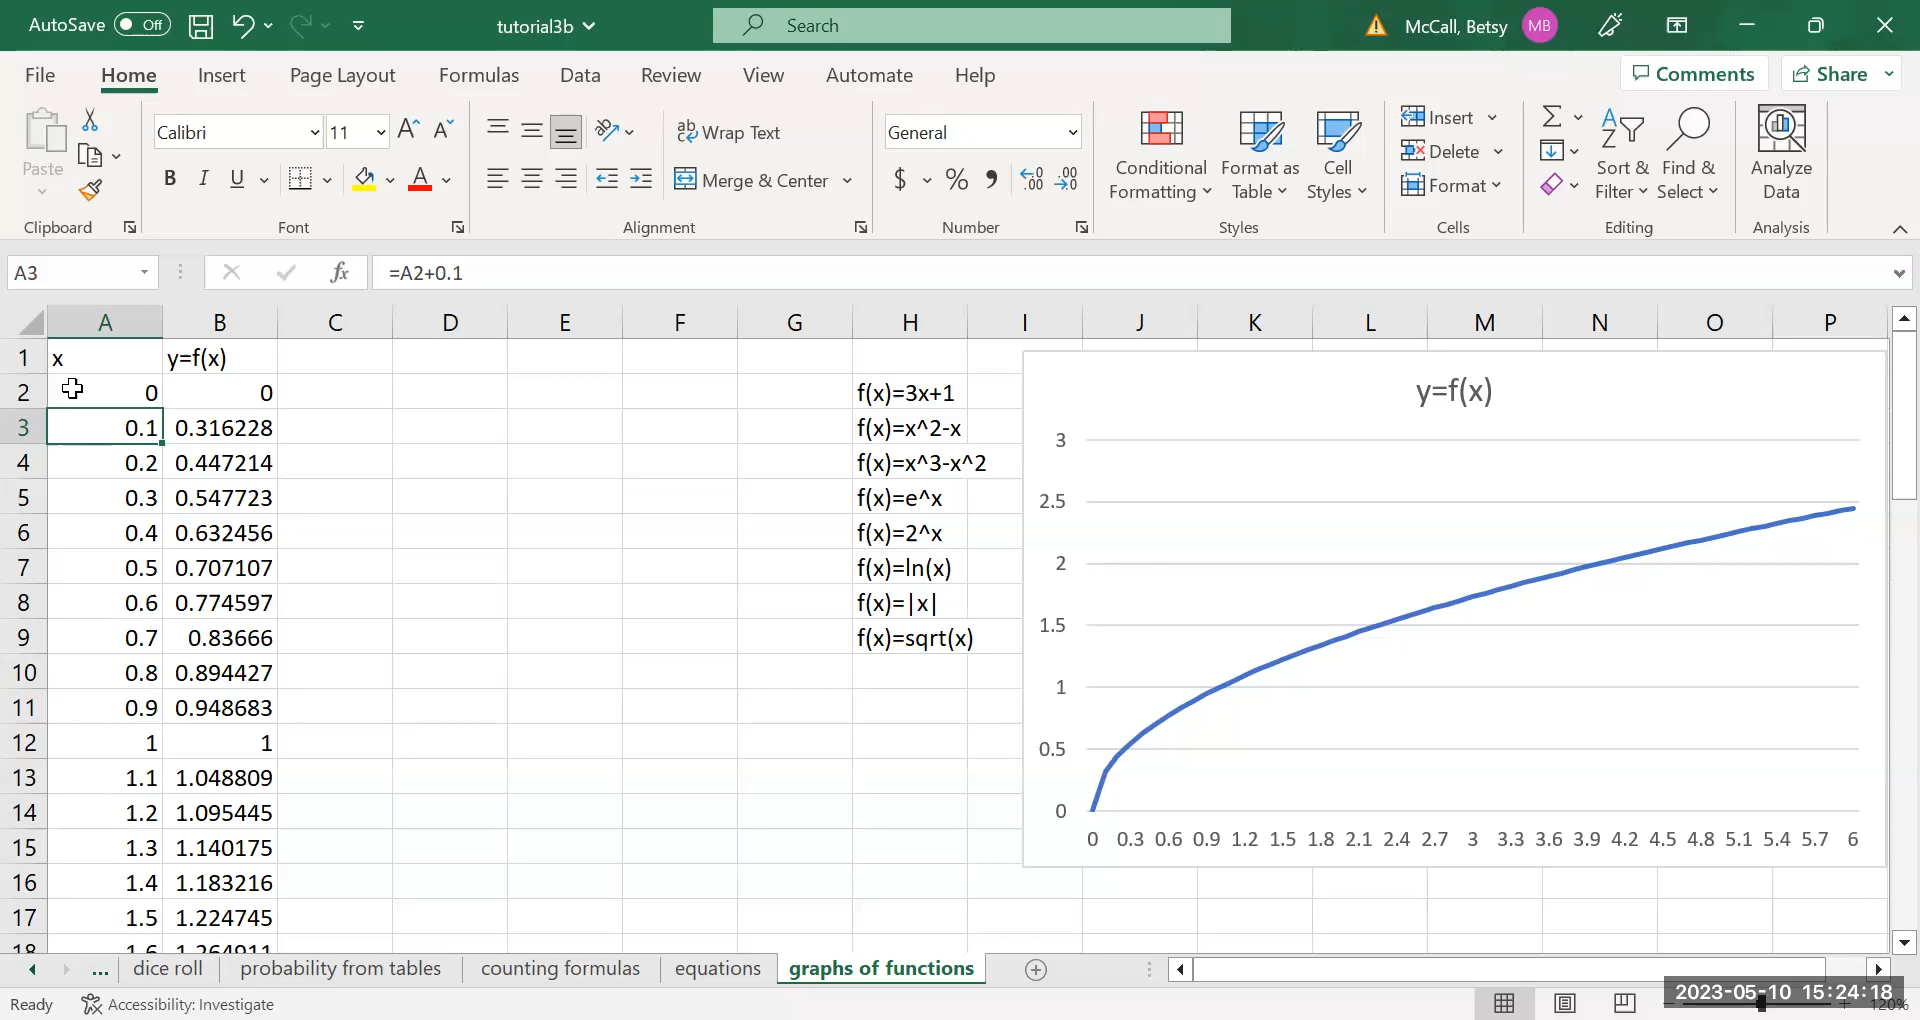 AutoSave Off tutorial3b Search McCall, Betsy MB
File Home Insert Page Layout Formulas Data Review View Automate Help Comments Share
Calibri 11 Wrap Text General Insert
Paste Conditional Formatting Format as Table Cell Styles Delete Sort & Filter Find & Select Analyze Data
B I U A Merge & Center $ % Format
Clipboard Font Alignment Number Styles Cells Editing Analysis
A3 fx =A2+0.1
A B C D E F G H I J K L M N O P
1 x y=f(x)
2 0 0 f(x)=3x+1
3 0.1 0.316228 f(x)=x^2-x
4 0.2 0.447214 f(x)=x^3-x^2
5 0.3 0.547723 f(x)=e^x
6 0.4 0.632456 f(x)=2^x
7 0.5 0.707107 f(x)=ln(x)
8 0.6 0.774597 f(x)=|x|
9 0.7 0.83666 f(x)=sqrt(x)
10 0.8 0.894427
11 0.9 0.948683
12 1 1
13 1.1 1.048809
14 1.2 1.095445
15 1.3 1.140175
16 1.4 1.183216
17 1.5 1.224745
18 1.6 1.264911
y=f(x)
3
2.5
2
1.5
1
0.5
0
0 0.3 0.6 0.9 1.2 1.5 1.8 2.1 2.4 2.7 3 3.3 3.6 3.9 4.2 4.5 4.8 5.1 5.4 5.7 6
... dice roll probability from tables counting formulas equations graphs of functions
Ready Accessibility: Investigate 120%
2023-05-10 15:24:18